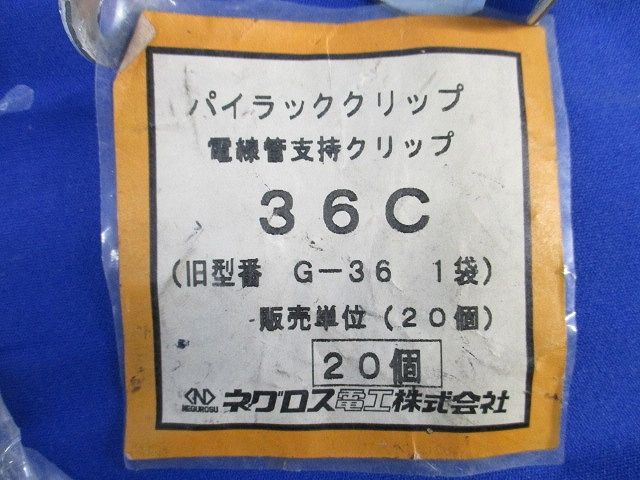 パイラッククリップ
電線管支持クリップ
３６Ｃ
（旧型番　Ｇ－３６　１袋）
販売単位（２０個）
２０個
NEGUROSU ネグロス電工株式会社